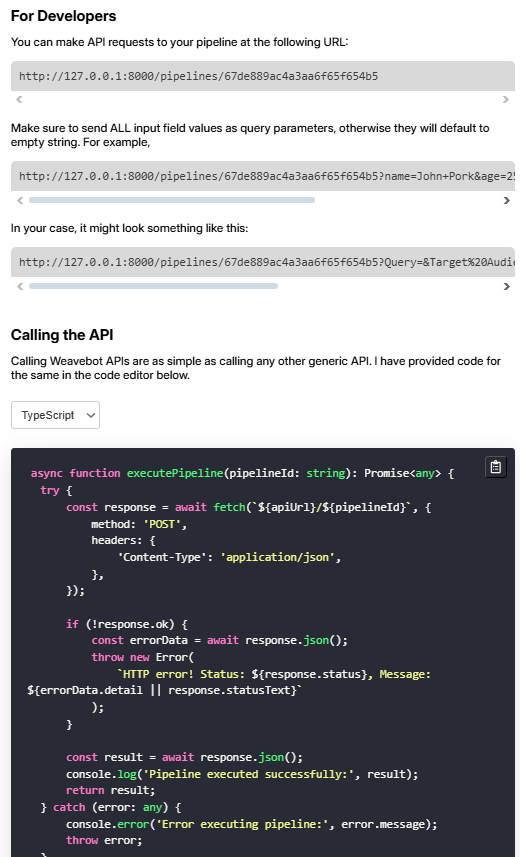 For Developers
You can make API requests to your pipeline at the following URL:
http://127.0.0.1:8000/pipelines/67de889ac4a3aa6f65f654b5
Make sure to send ALL input field values as query parameters, otherwise they will default to
empty string. For example,
http://127.0.0.1:8000/pipelines/67de889ac4a3aa6f65f654b5?name=John+Pork&age=25
In your case, it might look something like this:
http://127.0.0.1:8000/pipelines/67de889ac4a3aa6f65f654b5?Query=&Target%20Audie
Calling the API
Calling Weavebot APIs are as simple as calling any other generic API. I have provided code for
the same in the code editor below.
TypeScript
async function executePipeline(pipelineId: string): Promise<any> {
try {
const response = await fetch(`${apiUrl}/${pipelineId}`, {
method: 'POST',
headers: {
'Content-Type': 'application/json',
},
});
if (!response.ok) {
const errorData = await response.json();
throw new Error(
`HTTP error! Status: ${response.status}, Message:
${errorData.detail || response.statusText}`
);
}
const result = await response.json();
console.log('Pipeline executed successfully:', result);
return result;
} catch (error: any) {
console.error('Error executing pipeline:', error.message);
throw error;
}